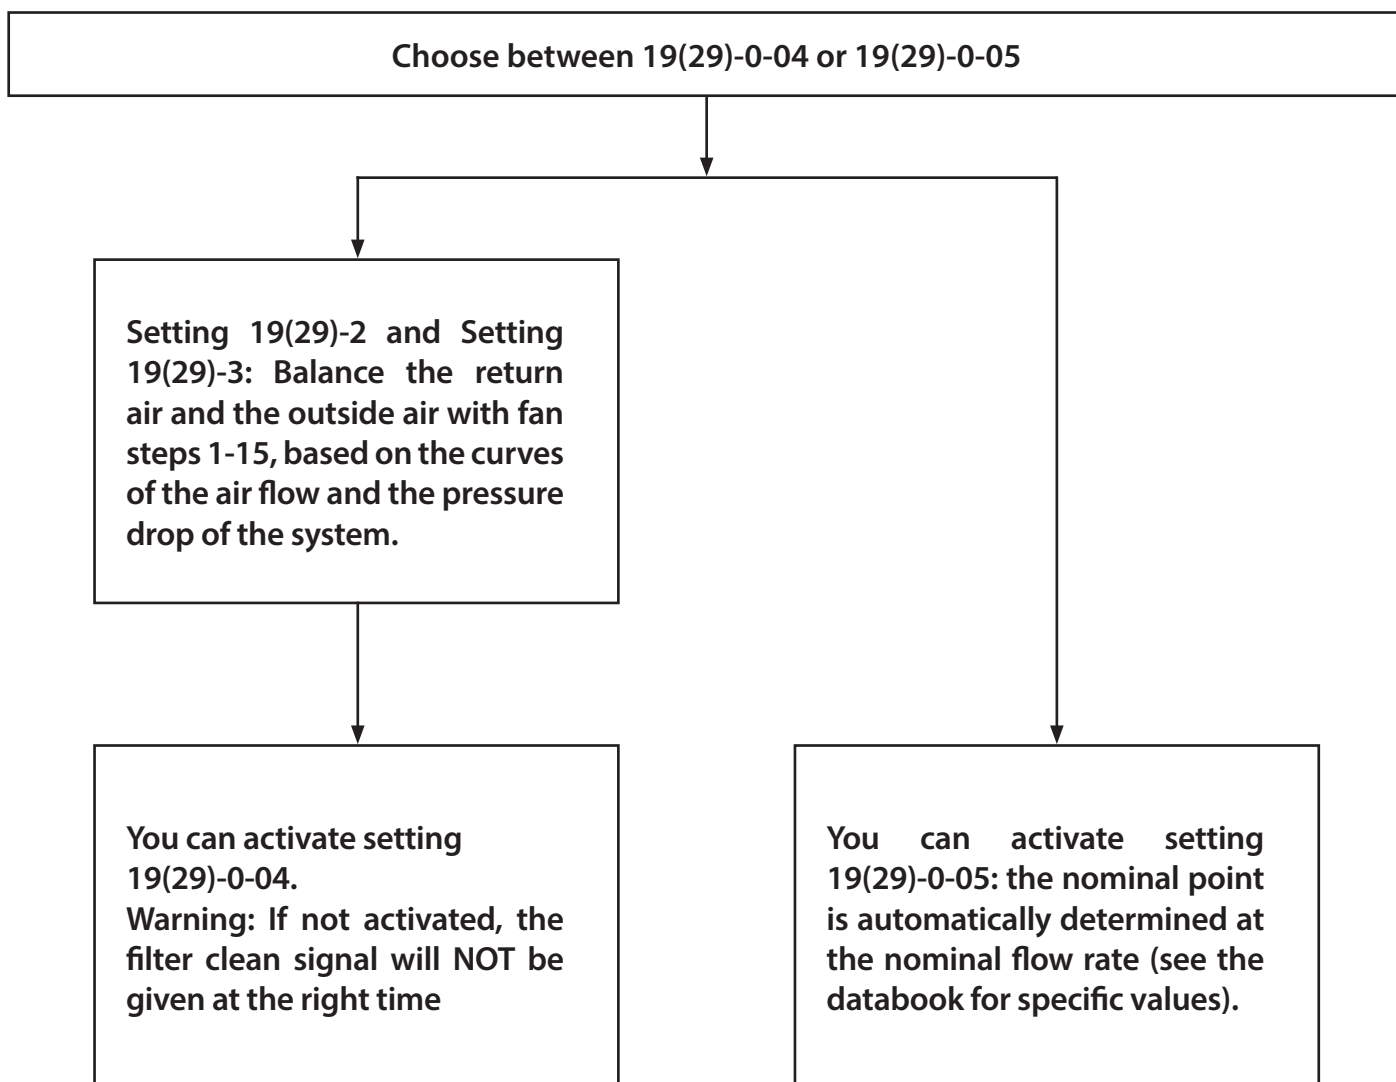 Choose between 19(29)-0-04 or 19(29)-0-05
Setting 19(29)-2 and Setting
19(29)-3: Balance the return
air and the outside air with fan
steps 1-15, based on the curves
of the air flow and the pressure
drop of the system.
You can activate setting
19(29)-0-04.
Warning: If not activated, the
filter clean signal will NOT be
given at the right time
You can activate setting
19(29)-0-05: the nominal point
is automatically determined at
the nominal flow rate (see the
databook for specific values).